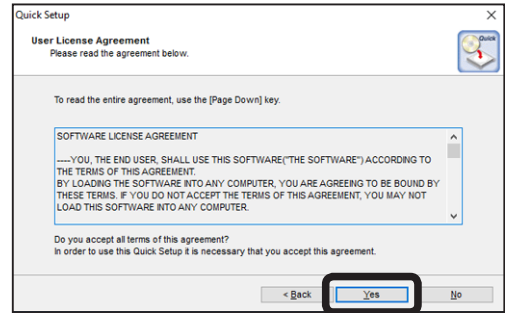 Quick Setup
User License Agreement
Please read the agreement below.
Quick
To read the entire agreement, use the [Page Down] key.
SOFTWARE LICENSE AGREEMENT
----YOU, THE END USER, SHALL USE THIS SOFTWARE("THE SOFTWARE") ACCORDING TO
THE TERMS OF THIS AGREEMENT.
BY LOADING THE SOFTWARE INTO ANY COMPUTER, YOU ARE AGREEING TO BE BOUND BY
THESE TERMS. IF YOU DO NOT ACCEPT THE TERMS OF THIS AGREEMENT, YOU MAY NOT
LOAD THIS SOFTWARE INTO ANY COMPUTER.
Do you accept all terms of this agreement?
In order to use this Quick Setup it is necessary that you accept this agreement.
< Back Yes No